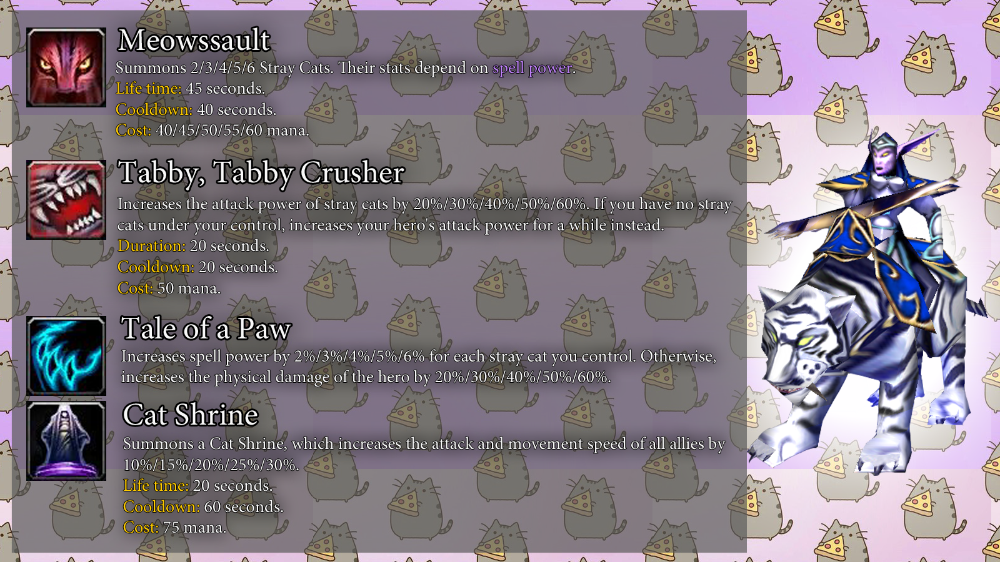 Meowssault
Summons 2/3/4/5/6 Stray Cats. Their stats depend on spell power.
Life time: 45 seconds.
Cooldown: 40 seconds.
Cost: 40/45/50/55/60 mana.
Tabby, Tabby Crusher
Increases the attack power of stray cats by 20%/30%/40%/50%/60%. If you have no stray
cats under your control, increases your hero's attack power for a while instead.
Duration: 20 seconds.
Cooldown: 20 seconds.
Cost: 50 mana.
Tale of a Paw
Increases spell power by 2%/3%/4%/5%/6% for each stray cat you control. Otherwise,
increases the physical damage of the hero by 20%/30%/40%/50%/60%.
Cat Shrine
Summons a Cat Shrine, which increases the attack and movement speed of all allies by
10%/15%/20%/25%/30%.
Life time: 20 seconds.
Cooldown: 60 seconds.
Cost: 75 mana.